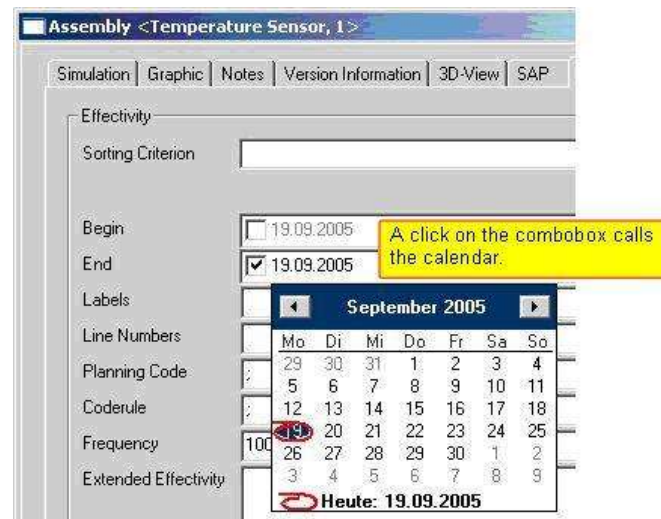 Assembly <Temperature Sensor, 1>
Simulation Graphic Notes Version Information 3D-View SAP
Effectivity
Sorting Criterion
Begin 19.09.2005
A click on the combobox calls
the calendar.
End 19.09.2005
Labels
Line Numbers
Planning Code ;
Coderule ;
Frequency 100
Extended Effectivity
September 2005
Mo Di Mi Do Fr Sa So
29 30 31 1 2 3 4
5 6 7 8 9 10 11
12 13 14 15 16 17 18
19 20 21 22 23 24 25
26 27 28 29 30 1 2
3 4 5 6 7 8 9
Heute: 19.09.2005